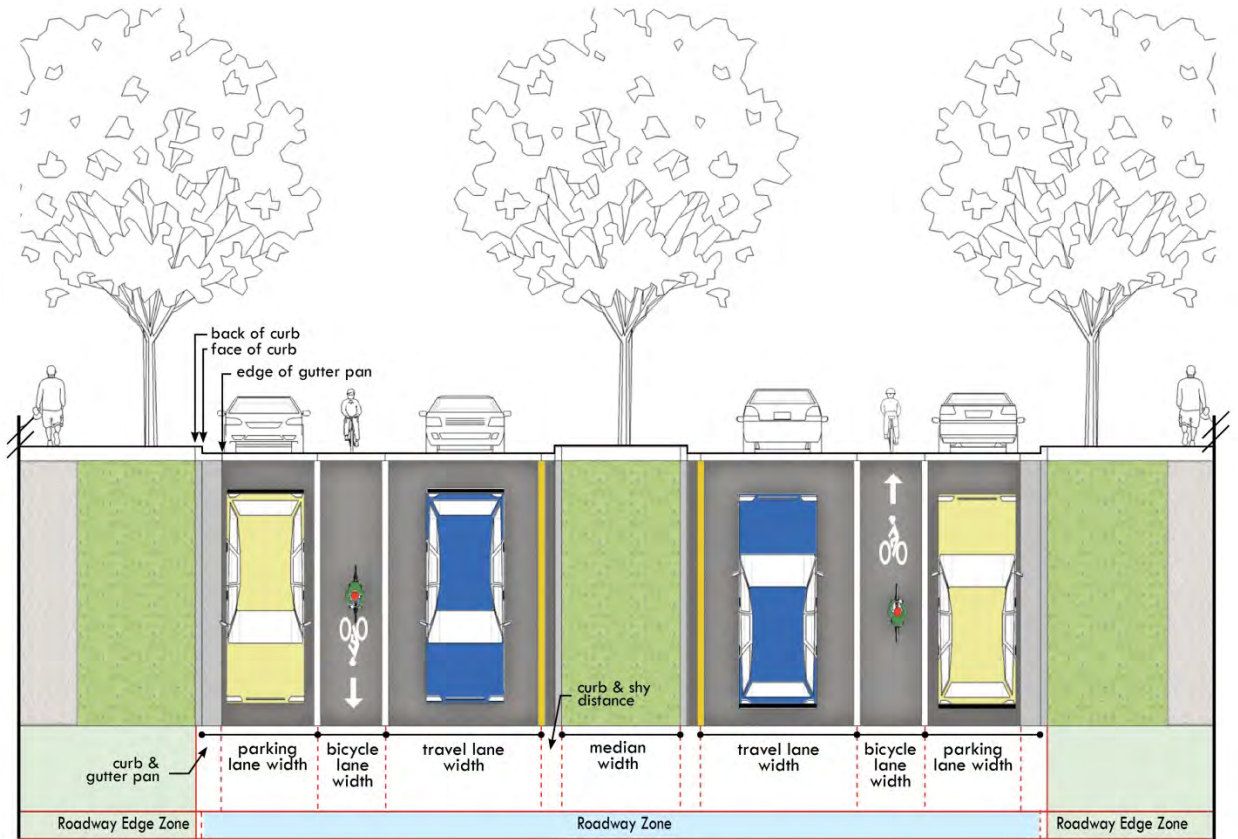 back of curb
face of curb
edge of gutter pan
curb & shy
distance
curb &
gutter pan
parking
lane width
bicycle
lane
width
travel lane
width
median
width
travel lane
width
bicycle
lane
width
parking
lane width
Roadway Edge Zone
Roadway Zone
Roadway Edge Zone